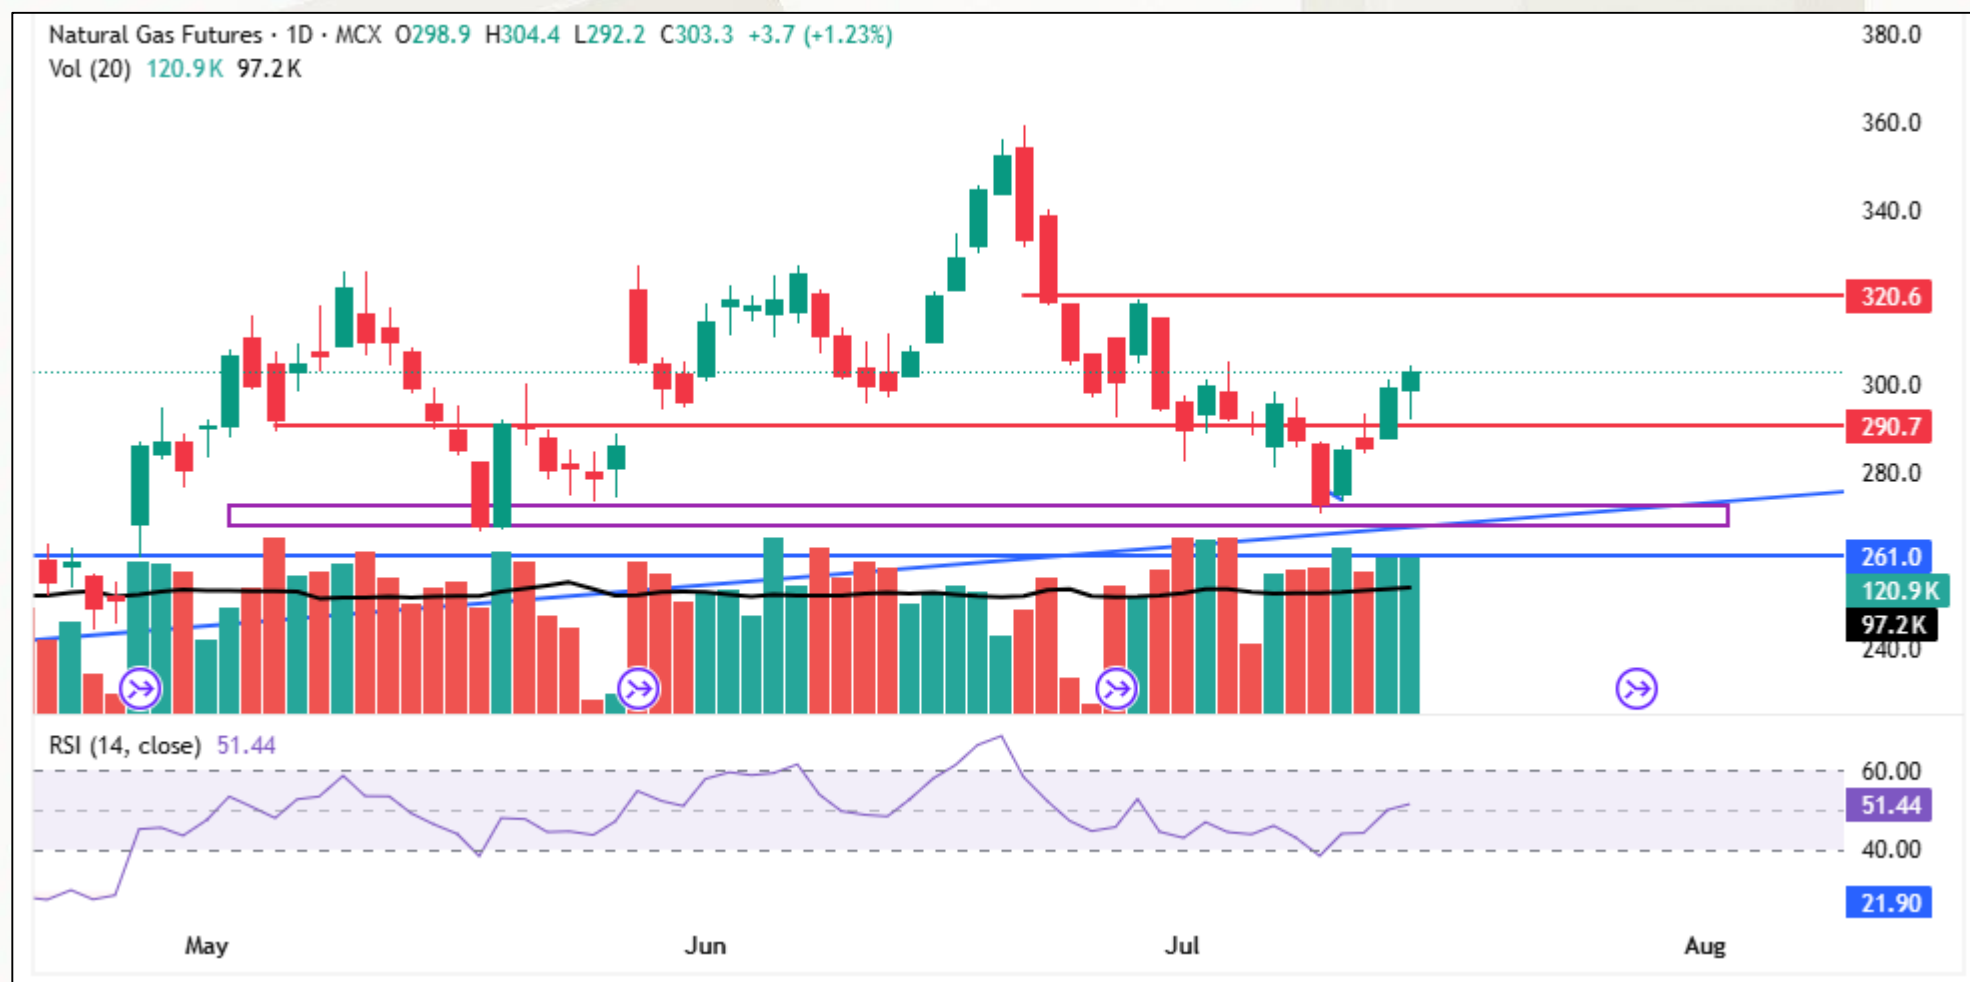 Natural Gas Futures · 1D · MCX O298.9 H304.4 L292.2 C303.3 +3.7 (+1.23%)
Vol (20) 120.9K 97.2K
380.0
360.0
340.0
320.6
300.0
290.7
280.0
261.0
120.9K
97.2K
240.0
RSI (14, close) 51.44
60.00
51.44
40.00
21.90
May Jun Jul Aug